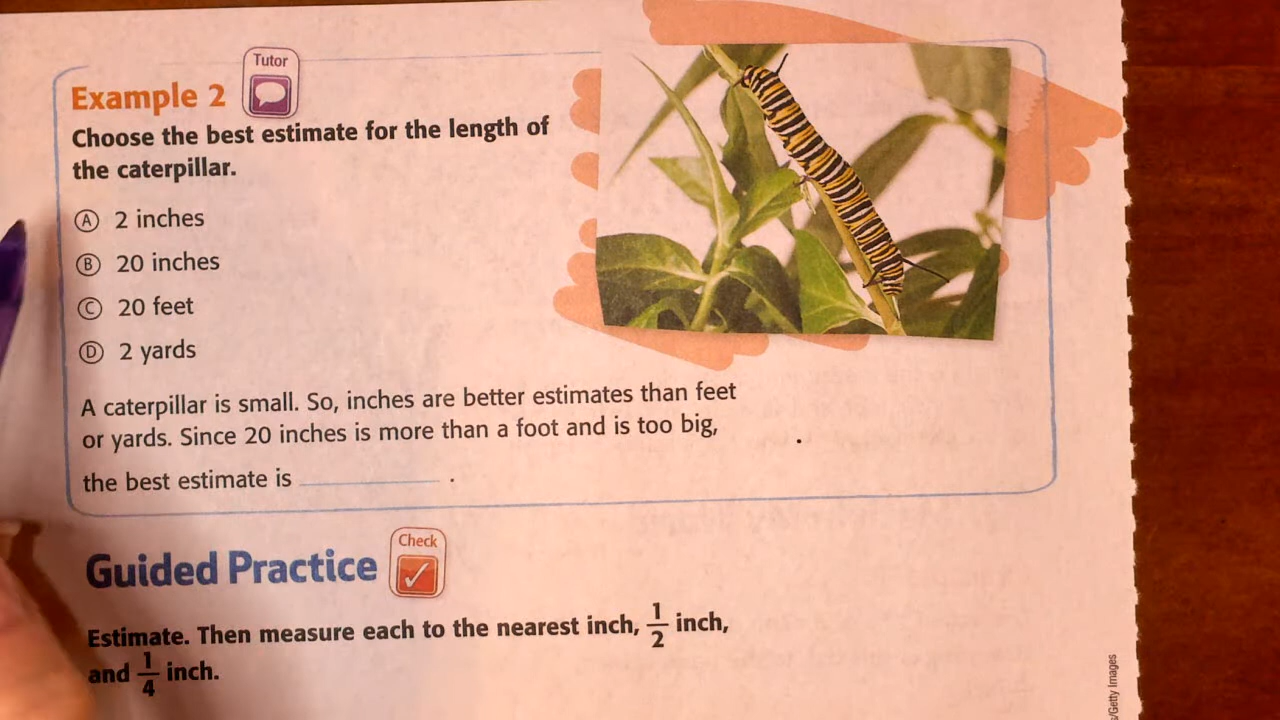 Tutor
Example 2
Choose the best estimate for the length of
the caterpillar.
A 2 inches
B 20 inches
C 20 feet
D 2 yards
A caterpillar is small. So, inches are better estimates than feet
or yards. Since 20 inches is more than a foot and is too big,
the best estimate is ____________ .
Guided Practice
Check
Estimate. Then measure each to the nearest inch, 1/2 inch,
and 1/4 inch.
/Getty Images